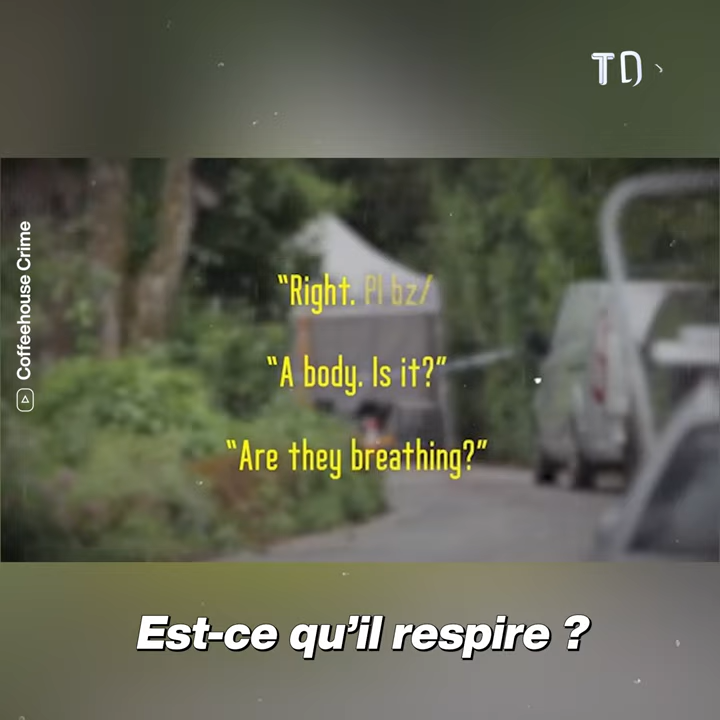 TD
Coffeehouse Crime
"Right.
"A body. Is it?"
"Are they breathing?"
Est-ce qu'il respire ?